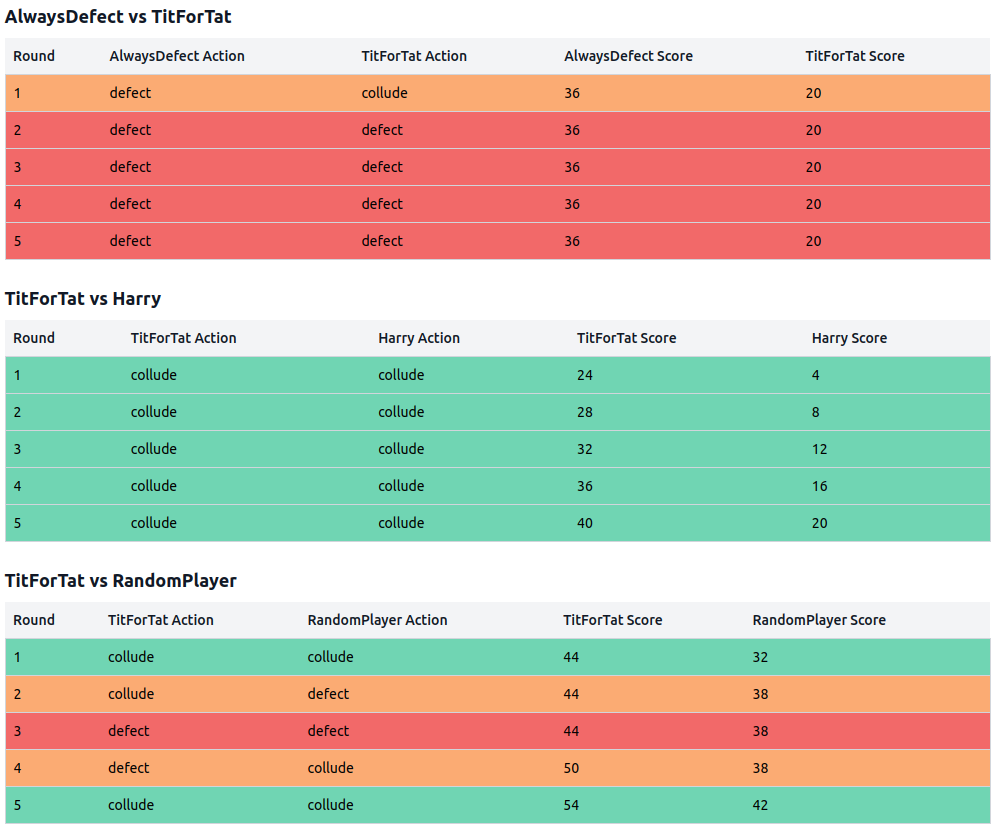 AlwaysDefect vs TitForTat
Round AlwaysDefect Action TitForTat Action AlwaysDefect Score TitForTat Score
1 defect collude 36 20
2 defect defect 36 20
3 defect defect 36 20
4 defect defect 36 20
5 defect defect 36 20
TitForTat vs Harry
Round TitForTat Action Harry Action TitForTat Score Harry Score
1 collude collude 24 4
2 collude collude 28 8
3 collude collude 32 12
4 collude collude 36 16
5 collude collude 40 20
TitForTat vs RandomPlayer
Round TitForTat Action RandomPlayer Action TitForTat Score RandomPlayer Score
1 collude collude 44 32
2 collude defect 44 38
3 defect defect 44 38
4 defect collude 50 38
5 collude collude 54 42